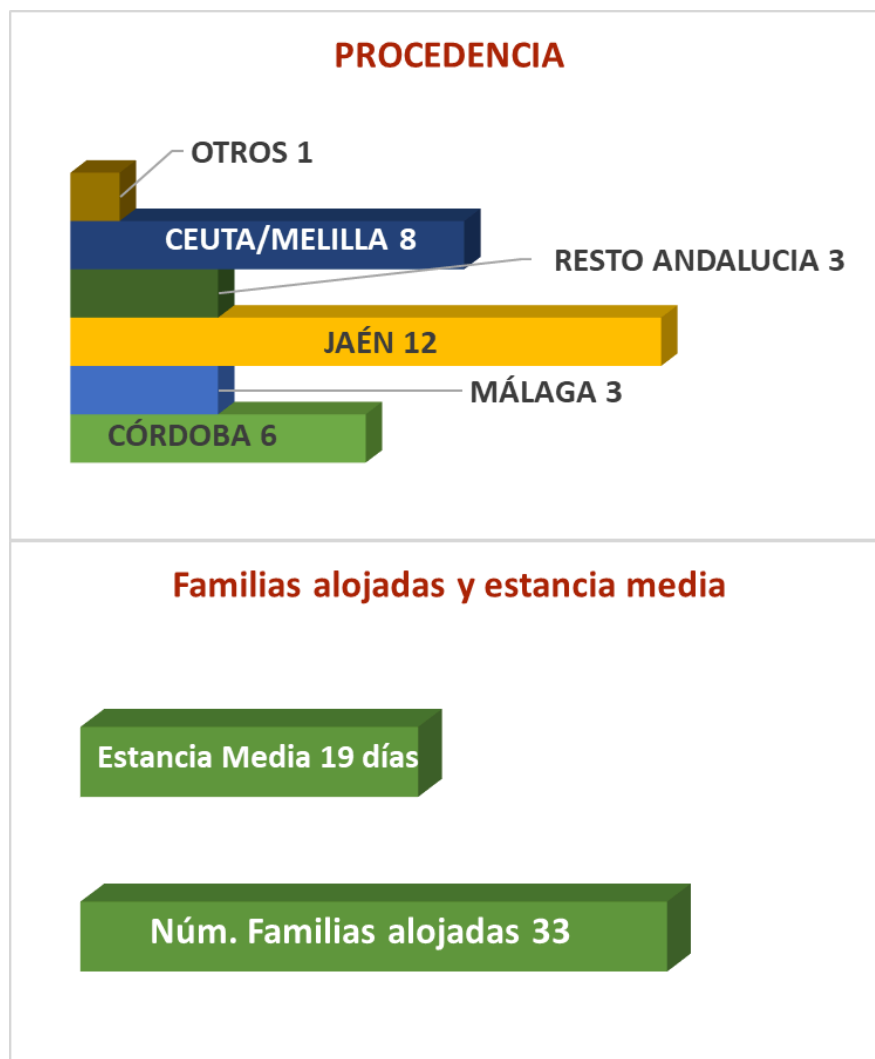 PROCEDENCIA
OTROS 1
CEUTA/MELILLA 8
RESTO ANDALUCIA 3
JAÉN 12
MÁLAGA 3
CÓRDOBA 6
Familias alojadas y estancia media
Estancia Media 19 días
Núm. Familias alojadas 33